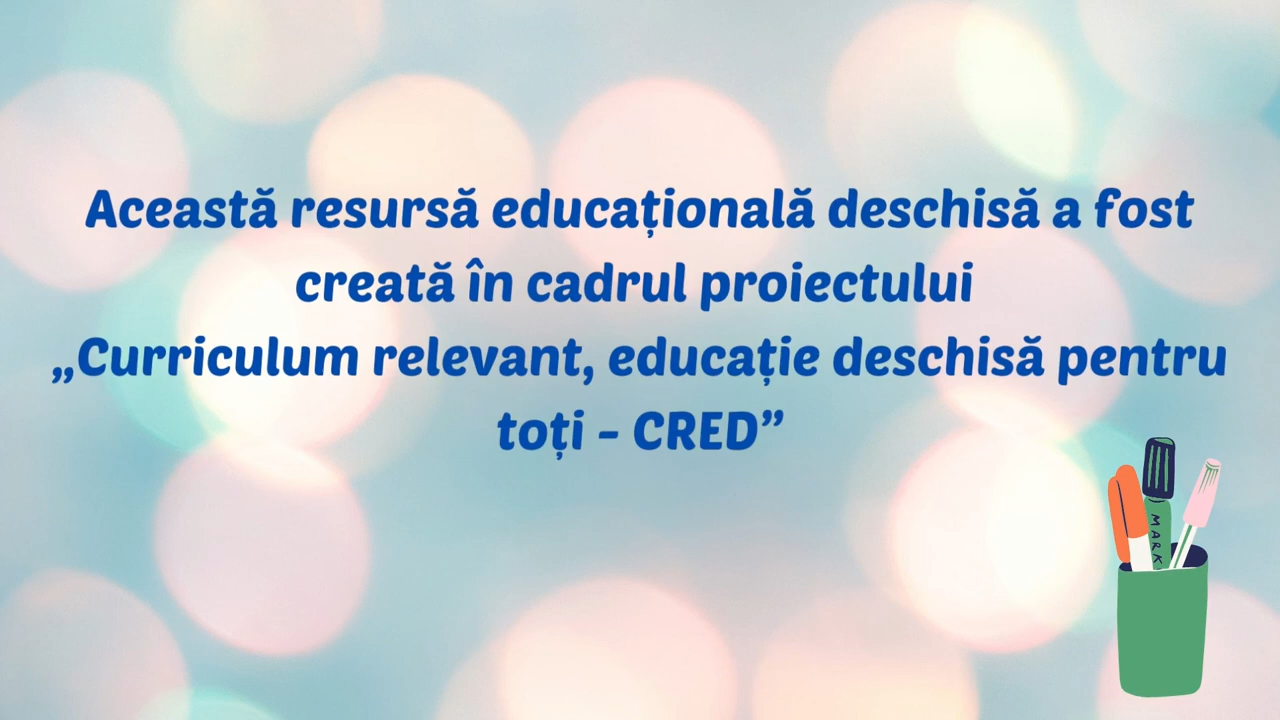 Această resursă educațională deschisă a fost
creată în cadrul proiectului
„Curriculum relevant, educație deschisă pentru
toți - CRED”
MARK